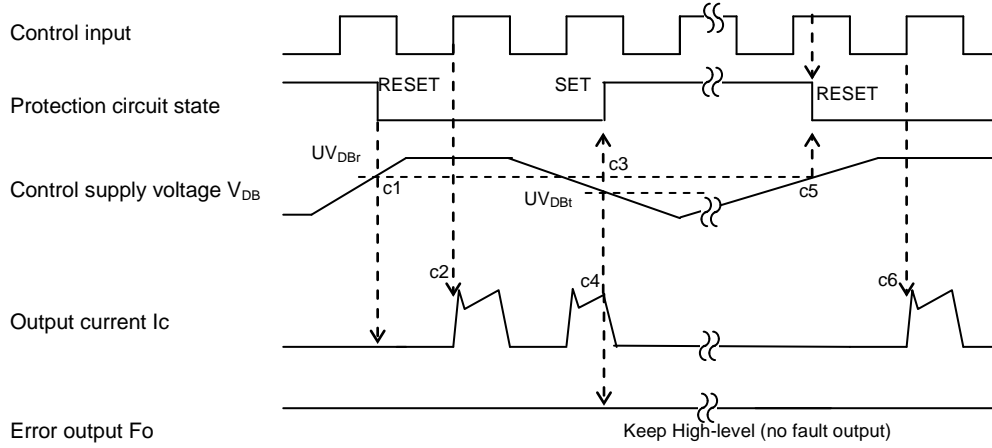 Control input
RESET
SET
RESET
Protection circuit state
UVDBr
c1
c3
Control supply voltage VDB
UVDBt
c5
c2
c4
c6
Output current Ic
Error output Fo
Keep High-level (no fault output)